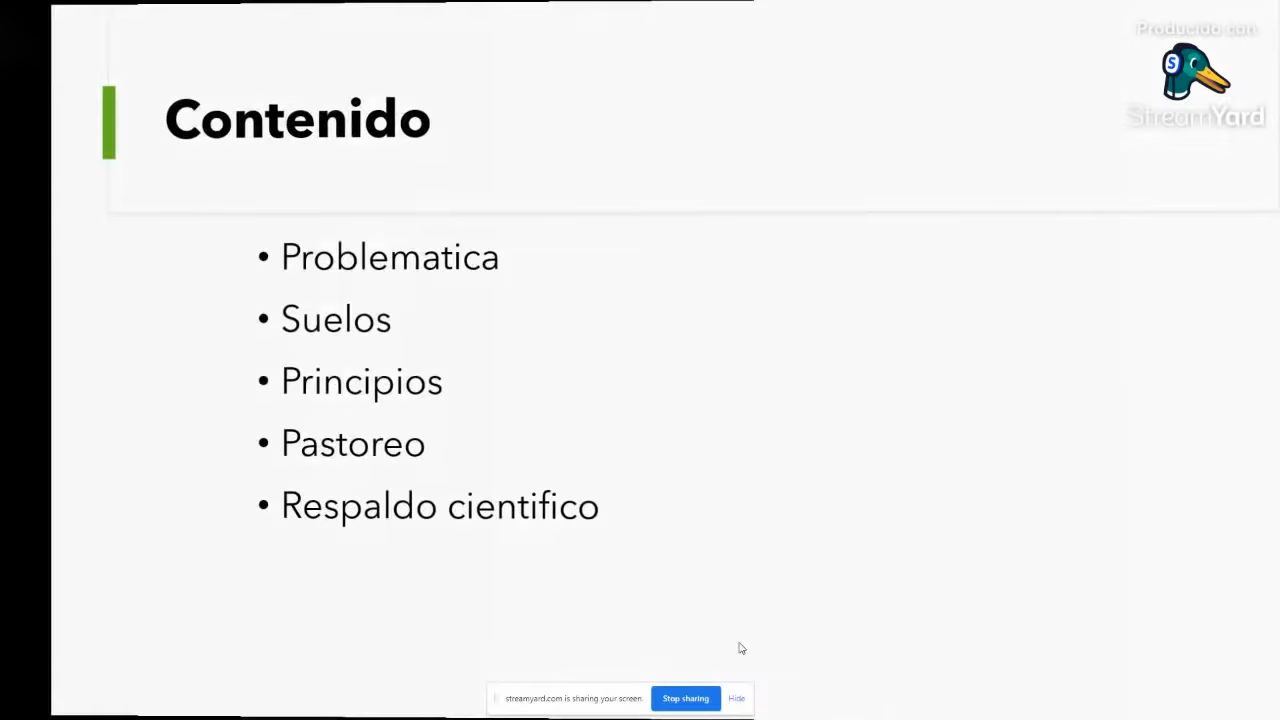 Producido con
S
StreamYard
Contenido
• Problematica
• Suelos
• Principios
• Pastoreo
• Respaldo cientifico
streamyard.com is sharing your screen. Stop sharing Hide